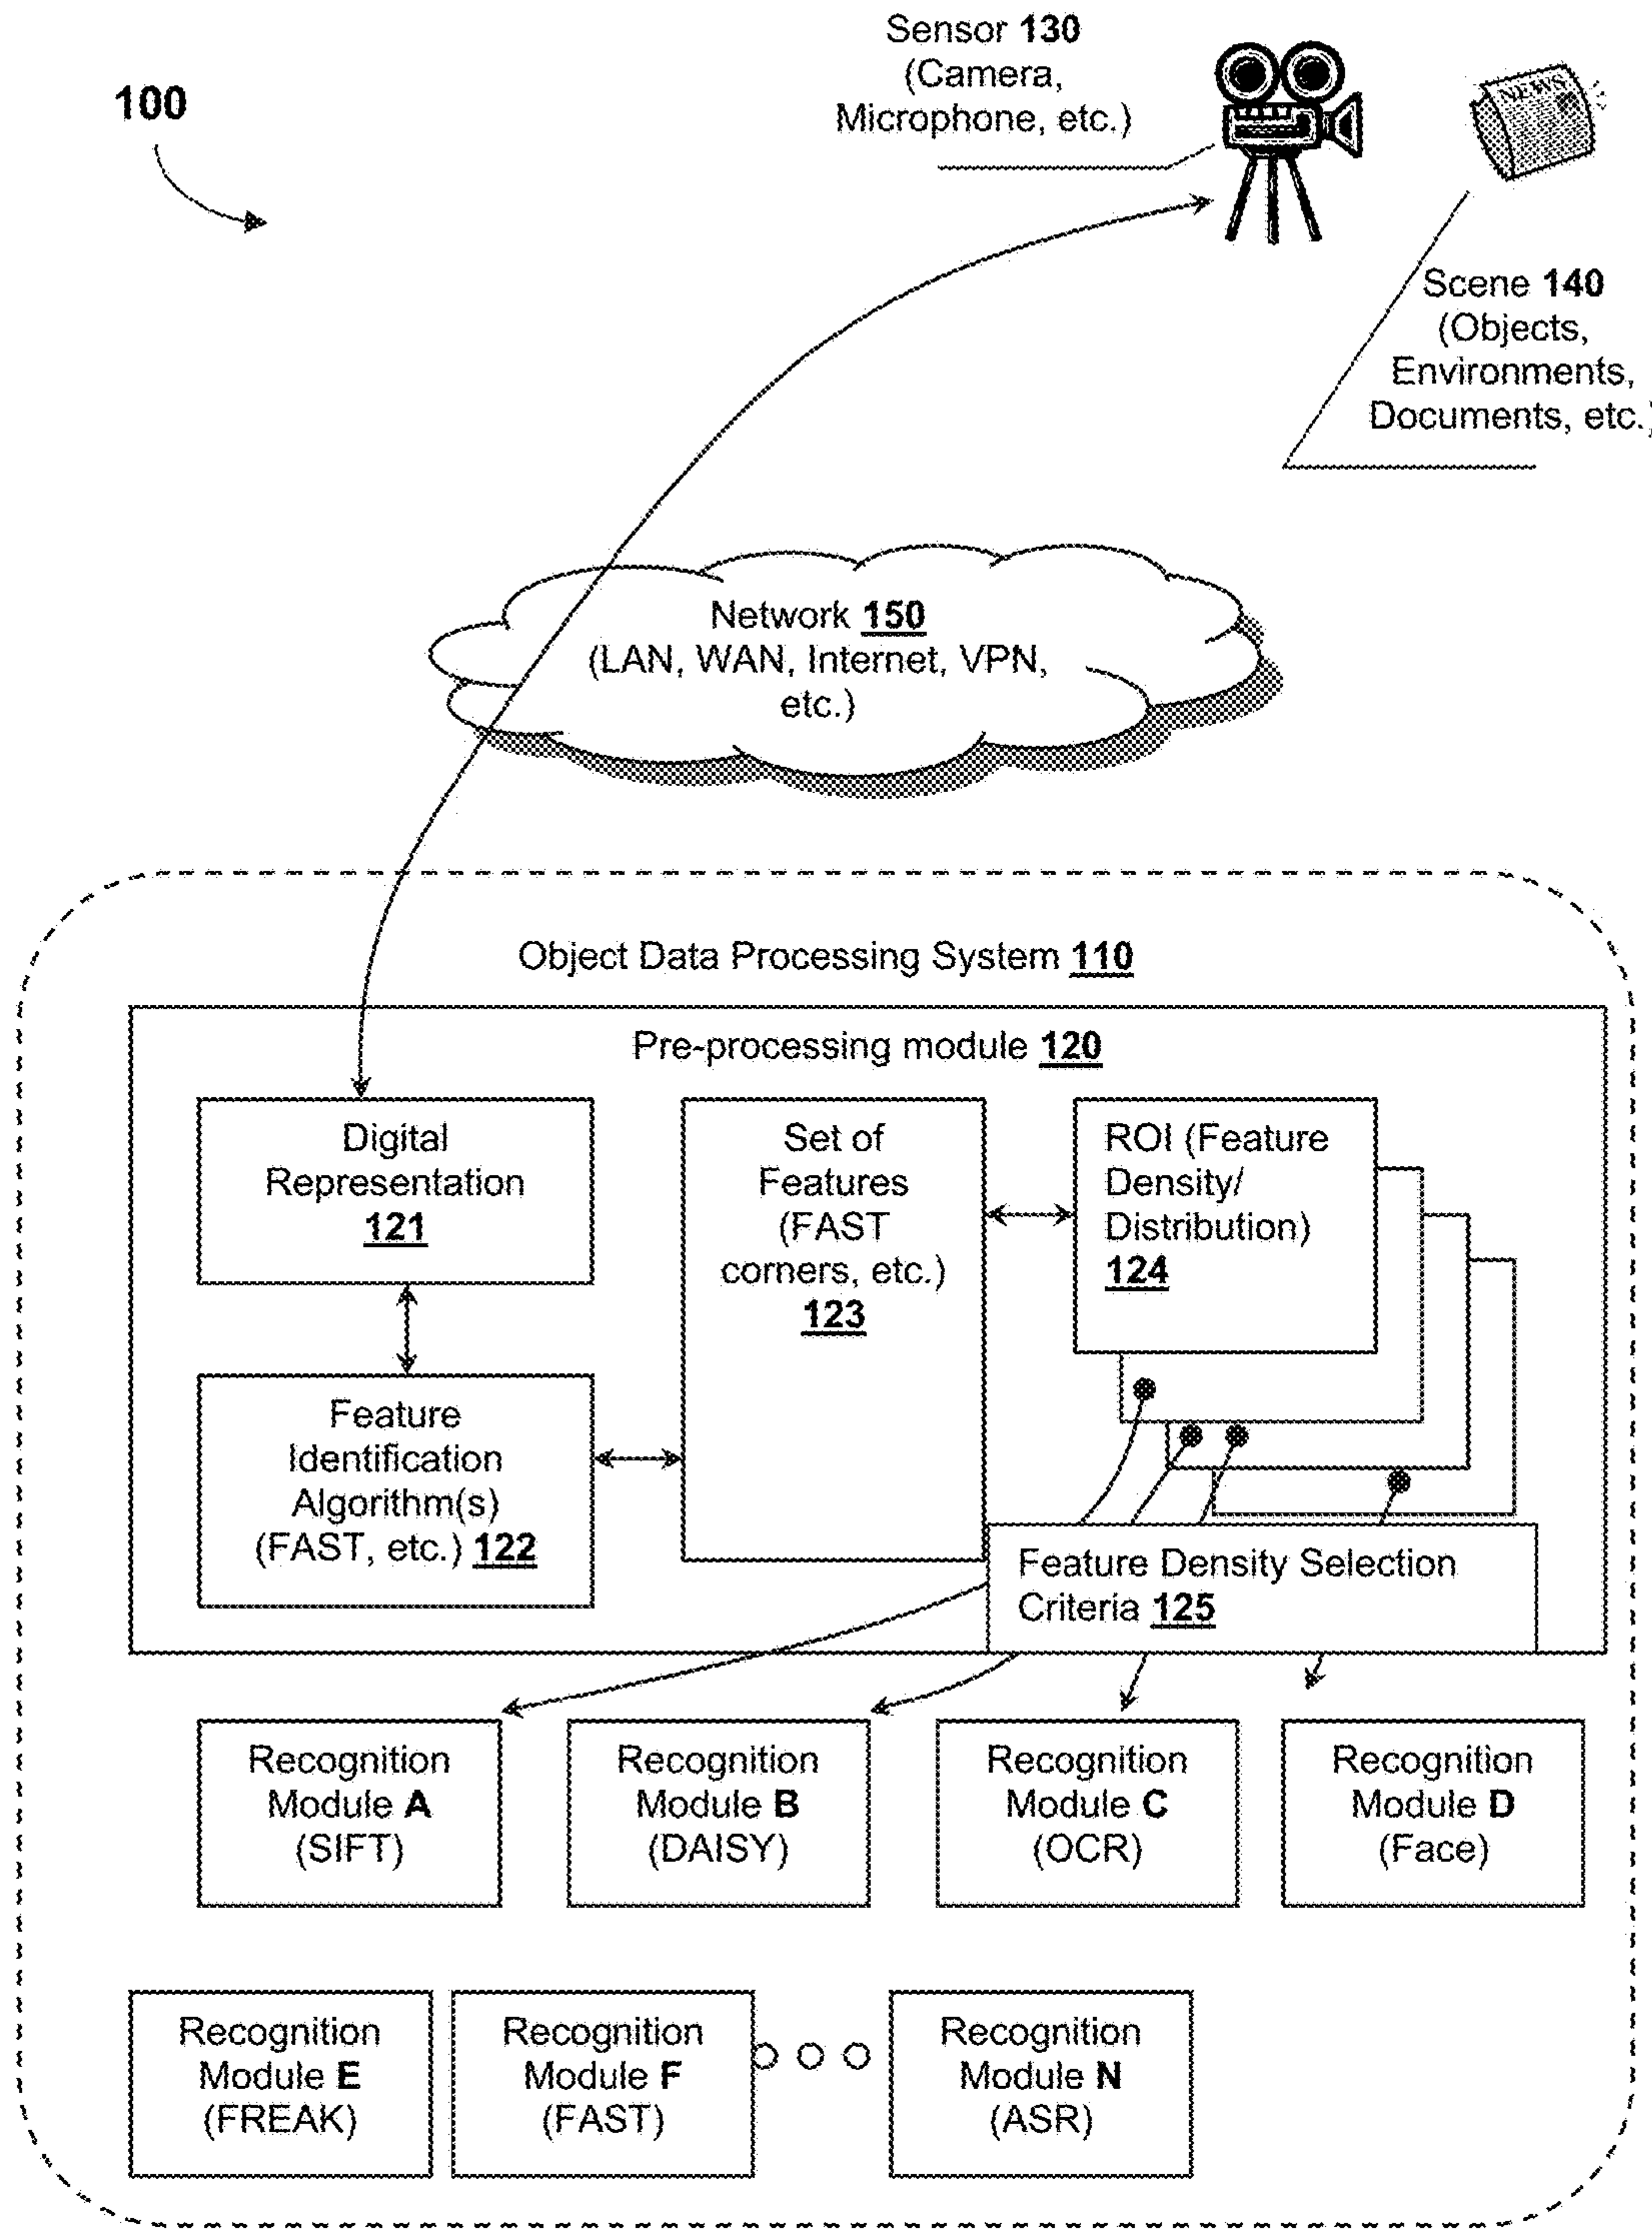 100
Sensor 130
(Camera,
Microphone, etc.)
NEWS
Scene 140
(Objects,
Environments,
Documents, etc.)
Network 150
(LAN, WAN, Internet, VPN,
etc.)
Object Data Processing System 110
Pre-processing module 120
Digital
Representation
121
Feature
Identification
Algorithm(s)
(FAST, etc.) 122
Set of
Features
(FAST
corners, etc.)
123
ROI (Feature
Density/
Distribution)
124
Feature Density Selection
Criteria 125
Recognition
Module A
(SIFT)
Recognition
Module B
(DAISY)
Recognition
Module C
(OCR)
Recognition
Module D
(Face)
Recognition
Module E
(FREAK)
Recognition
Module F
(FAST)
Recognition
Module N
(ASR)